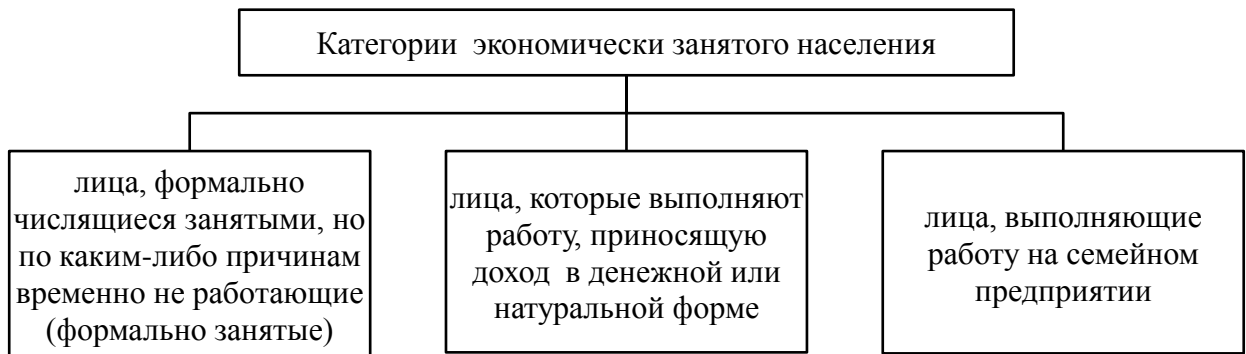 Категории экономически занятого населения
лица, формально
числящиеся занятыми, но
по каким-либо причинам
временно не работающие
(формально занятые)
лица, которые выполняют
работу, приносящую
доход в денежной или
натуральной форме
лица, выполняющие
работу на семейном
предприятии